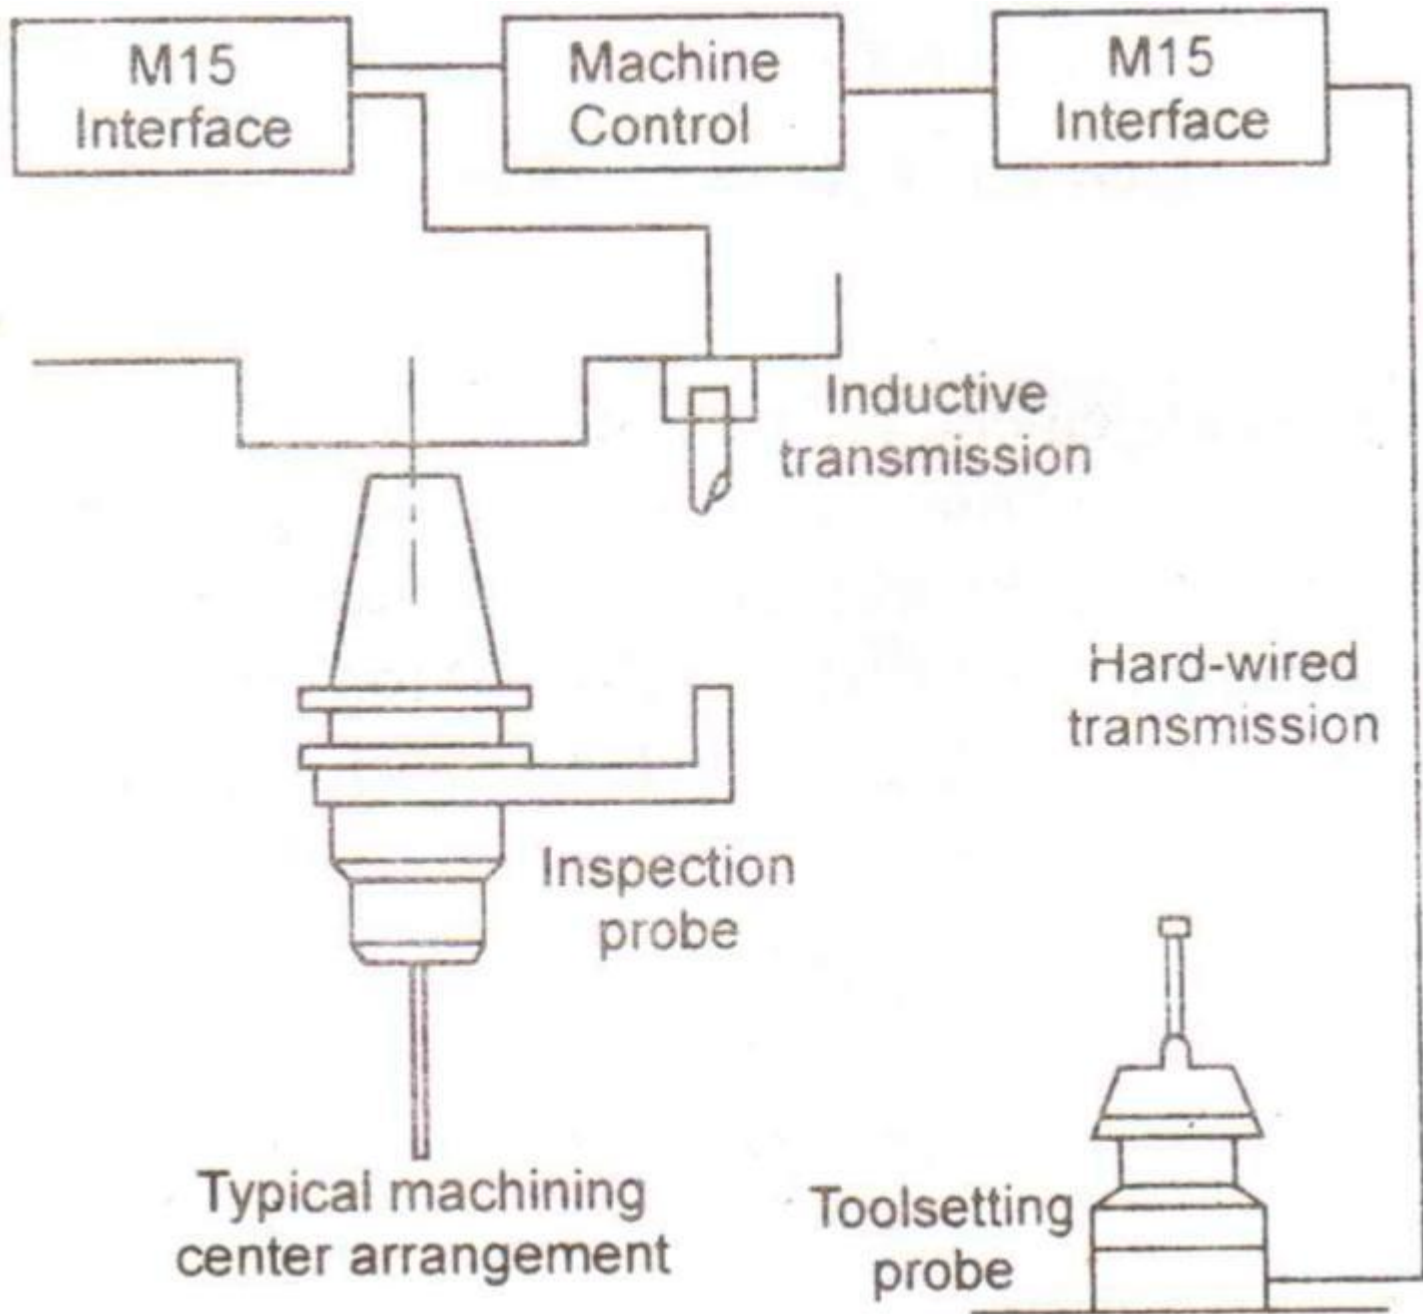 M15
Interface
Machine
Control
M15
Interface
Inductive
transmission
Hard-wired
transmission
Inspection
probe
Typical machining
center arrangement
Toolsetting
probe